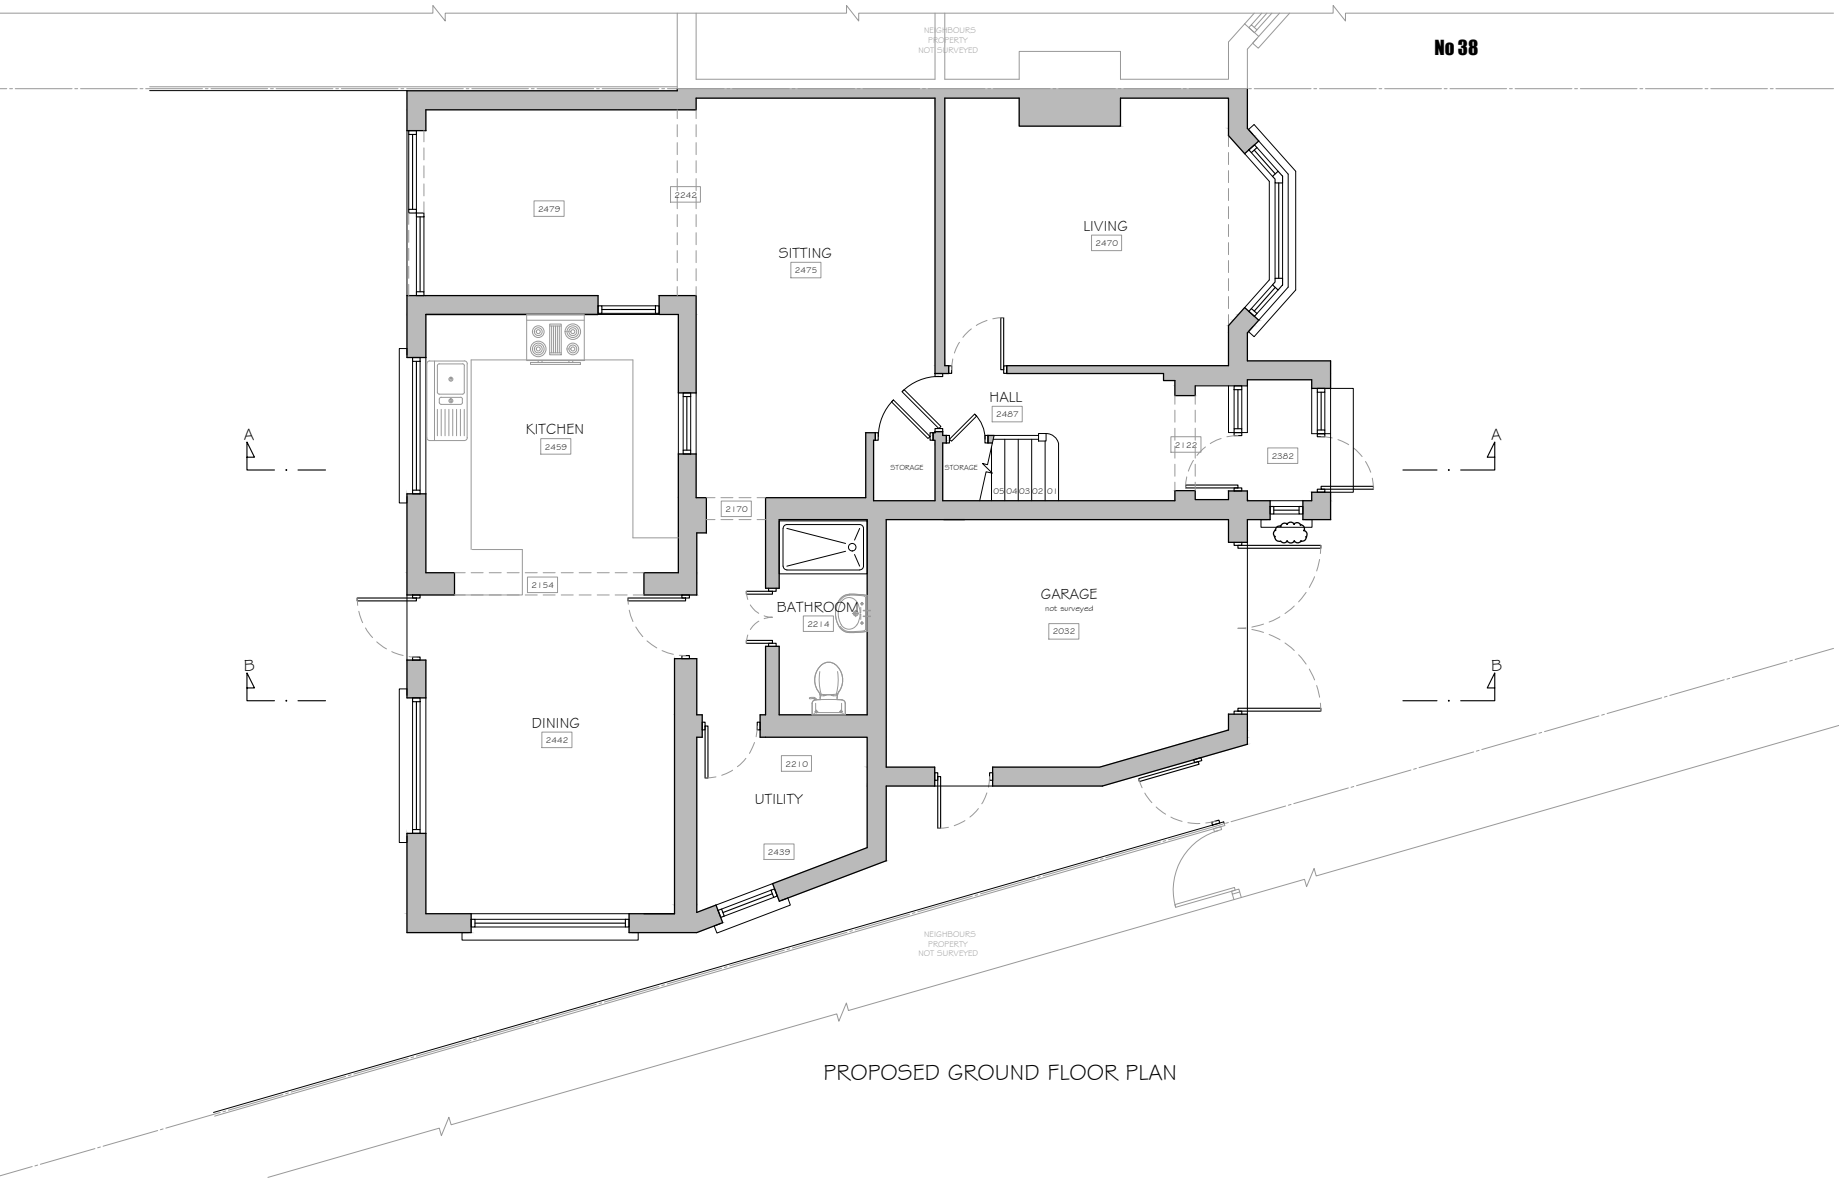 NEIGHBOURS
PROPERTY
NOT SURVEYED
No 38
2242
2479
LIVING
2470
SITTING
2475
HALL
2487
KITCHEN
2459
A
A
2122
2382
STORAGE
STORAGE
05 04 03 02 01
2170
2154
BATHROOM
2214
GARAGE
not surveyed
2032
B
B
DINING
2442
2210
UTILITY
2439
NEIGHBOURS
PROPERTY
NOT SURVEYED
PROPOSED GROUND FLOOR PLAN